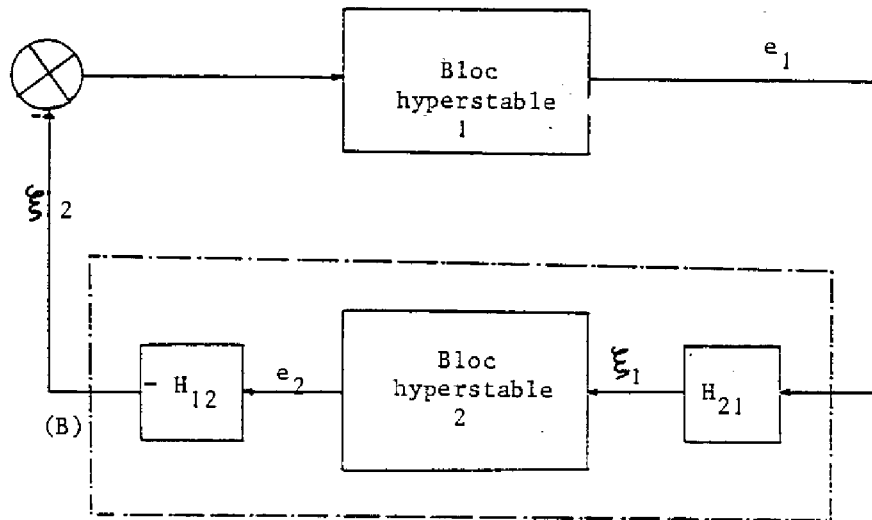 Bloc
hyperstable
1
e1
-
ξ2
Bloc
hyperstable
2
- H12
e2
ξ1
H21
(B)